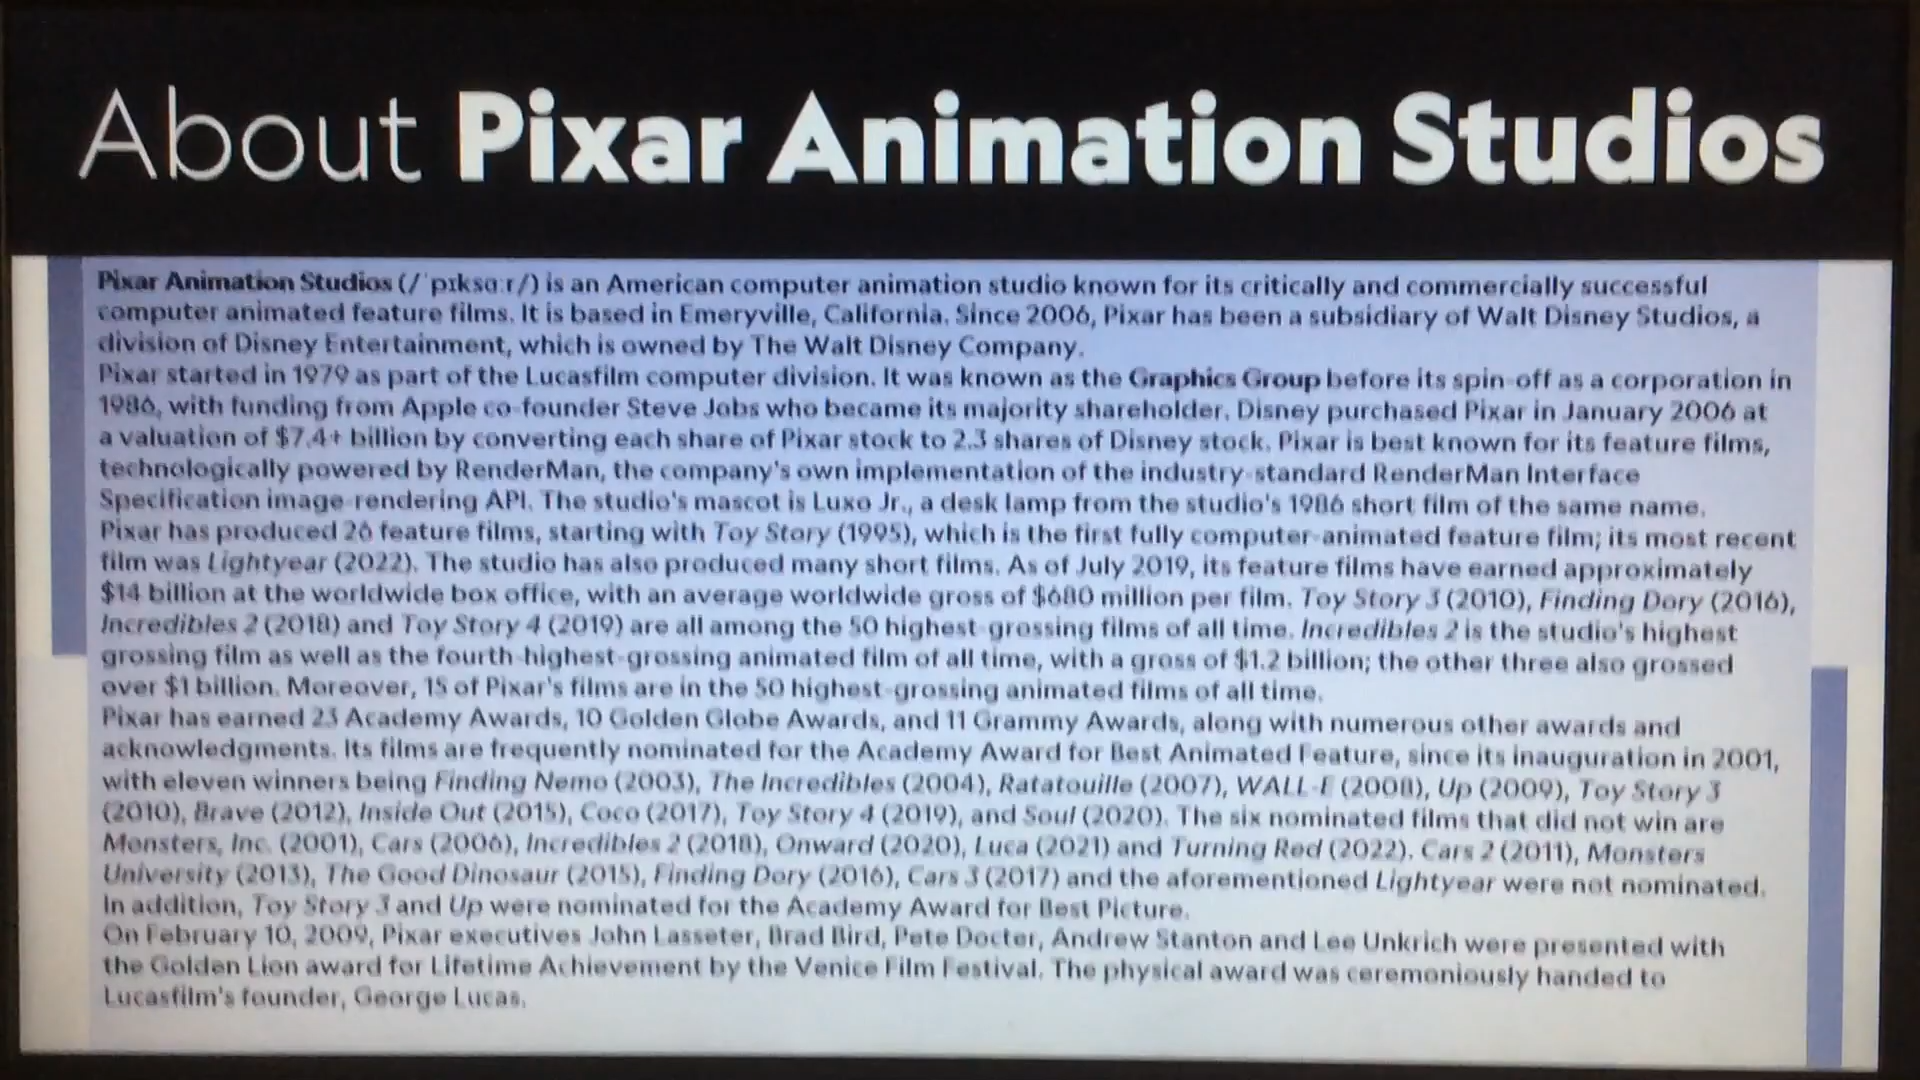 About Pixar Animation Studios
Pixar Animation Studios (/ˈpɪksɑːr/) is an American computer animation studio known for its critically and commercially successful
computer animated feature films. It is based in Emeryville, California. Since 2006, Pixar has been a subsidiary of Walt Disney Studios, a
division of Disney Entertainment, which is owned by The Walt Disney Company.
Pixar started in 1979 as part of the Lucasfilm computer division. It was known as the Graphics Group before its spin-off as a corporation in
1986, with funding from Apple co-founder Steve Jobs who became its majority shareholder. Disney purchased Pixar in January 2006 at
a valuation of $7.4+ billion by converting each share of Pixar stock to 2.3 shares of Disney stock. Pixar is best known for its feature films,
technologically powered by RenderMan, the company's own implementation of the industry-standard RenderMan Interface
Specification image-rendering API. The studio's mascot is Luxo Jr., a desk lamp from the studio's 1986 short film of the same name.
Pixar has produced 26 feature films, starting with Toy Story (1995), which is the first fully computer-animated feature film; its most recent
film was Lightyear (2022). The studio has also produced many short films. As of July 2019, its feature films have earned approximately
$14 billion at the worldwide box office, with an average worldwide gross of $680 million per film. Toy Story 3 (2010), Finding Dory (2016),
Incredibles 2 (2018) and Toy Story 4 (2019) are all among the 50 highest-grossing films of all time. Incredibles 2 is the studio's highest
grossing film as well as the fourth-highest-grossing animated film of all time, with a gross of $1.2 billion; the other three also grossed
over $1 billion. Moreover, 15 of Pixar's films are in the 50 highest-grossing animated films of all time.
Pixar has earned 23 Academy Awards, 10 Golden Globe Awards, and 11 Grammy Awards, along with numerous other awards and
acknowledgments. Its films are frequently nominated for the Academy Award for Best Animated Feature, since its inauguration in 2001,
with eleven winners being Finding Nemo (2003), The Incredibles (2004), Ratatouille (2007), WALL-E (2008), Up (2009), Toy Story 3
(2010), Brave (2012), Inside Out (2015), Coco (2017), Toy Story 4 (2019), and Soul (2020). The six nominated films that did not win are
Monsters, Inc. (2001), Cars (2006), Incredibles 2 (2018), Onward (2020), Luca (2021) and Turning Red (2022). Cars 2 (2011), Monsters
University (2013), The Good Dinosaur (2015), Finding Dory (2016), Cars 3 (2017) and the aforementioned Lightyear were not nominated.
In addition, Toy Story 3 and Up were nominated for the Academy Award for Best Picture.
On February 10, 2009, Pixar executives John Lasseter, Brad Bird, Pete Docter, Andrew Stanton and Lee Unkrich were presented with
the Golden Lion award for Lifetime Achievement by the Venice Film Festival. The physical award was ceremoniously handed to
Lucasfilm's founder, George Lucas.